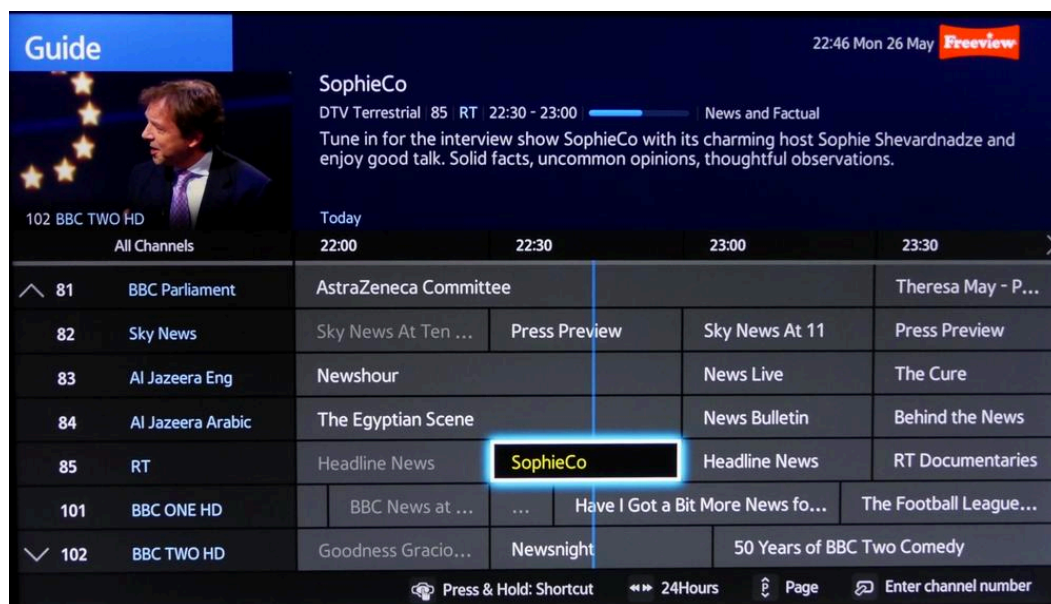 Guide
22:46 Mon 26 May Freeview
SophieCo
DTV Terrestrial 85 RT 22:30 - 23:00 News and Factual
Tune in for the interview show SophieCo with its charming host Sophie Shevardnadze and
enjoy good talk. Solid facts, uncommon opinions, thoughtful observations.
102 BBC TWO HD
Today
All Channels 22:00 22:30 23:00 23:30
81 BBC Parliament AstraZeneca Committee Theresa May - P...
82 Sky News Sky News At Ten ... Press Preview Sky News At 11 Press Preview
83 Al Jazeera Eng Newshour News Live The Cure
84 Al Jazeera Arabic The Egyptian Scene News Bulletin Behind the News
85 RT Headline News SophieCo Headline News RT Documentaries
101 BBC ONE HD BBC News at ... ... Have I Got a Bit More News fo... The Football League...
102 BBC TWO HD Goodness Gracio... Newsnight 50 Years of BBC Two Comedy
Press & Hold: Shortcut 24Hours P Page Enter channel number